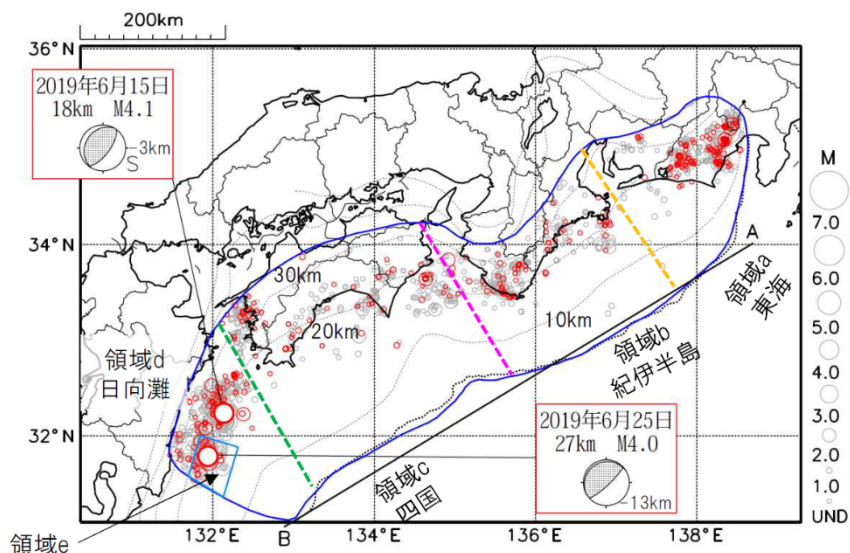 200km
36°N
34°N
32°N
132°E
134°E
136°E
138°E
2019年6月15日
18km M4.1
-3km
S
30km
20km
10km
A
B
領域a
東海
領域b
紀伊半島
領域c
四国
領域d
日向灘
領域e
2019年6月25日
27km M4.0
-13km
M
7.0
6.0
5.0
4.0
3.0
2.0
1.0
UND